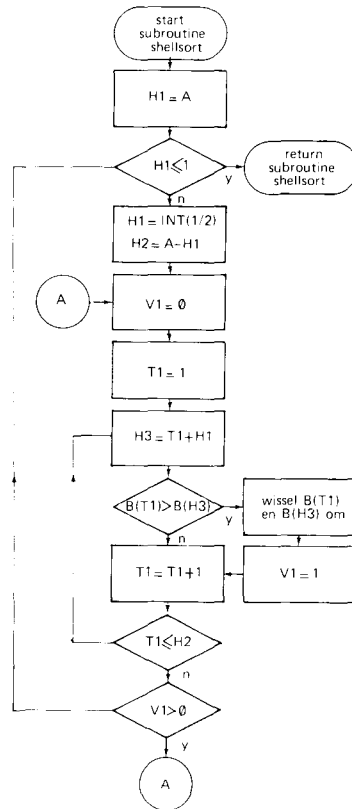 start
subroutine
shellsort
H1=A
H1⩽1
y
return
subroutine
shellsort
n
H1=INT(1/2)
H2=A-H1
A
V1=0
T1=1
H3=T1+H1
B(T1)>B(H3)
y
wissel B(T1)
en B(H3) om
n
T1=T1+1
V1=1
T1⩽H2
n
V1>0
y
A